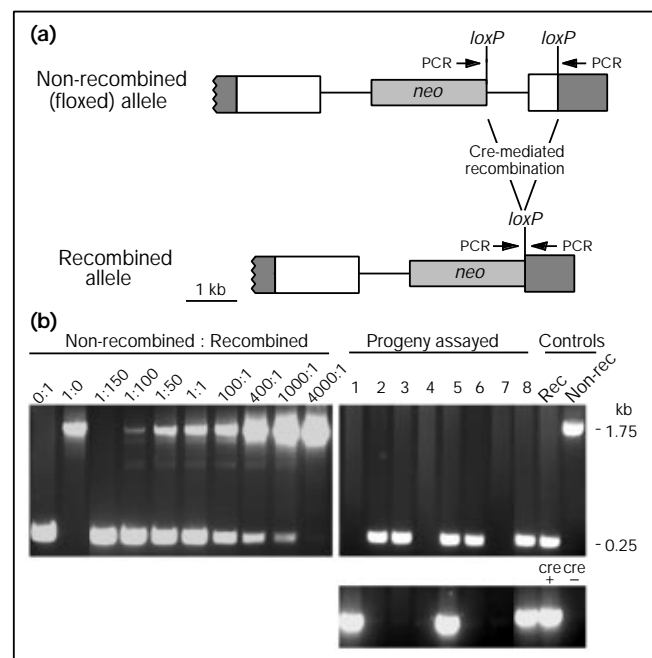 (a)
loxP loxP
PCR PCR
Non-recombined
(floxed) allele
neo
Cre-mediated
recombination
loxP
PCR PCR
Recombined
allele
neo
1 kb
(b)
Non-recombined : Recombined
Progeny assayed
Controls
0:1 1:0 1:150 1:100 1:50 1:1 100:1 400:1 1000:1 4000:1
1 2 3 4 5 6 7 8 Rec Non-rec
kb
- 1.75
- 0.25
cre cre
+ −